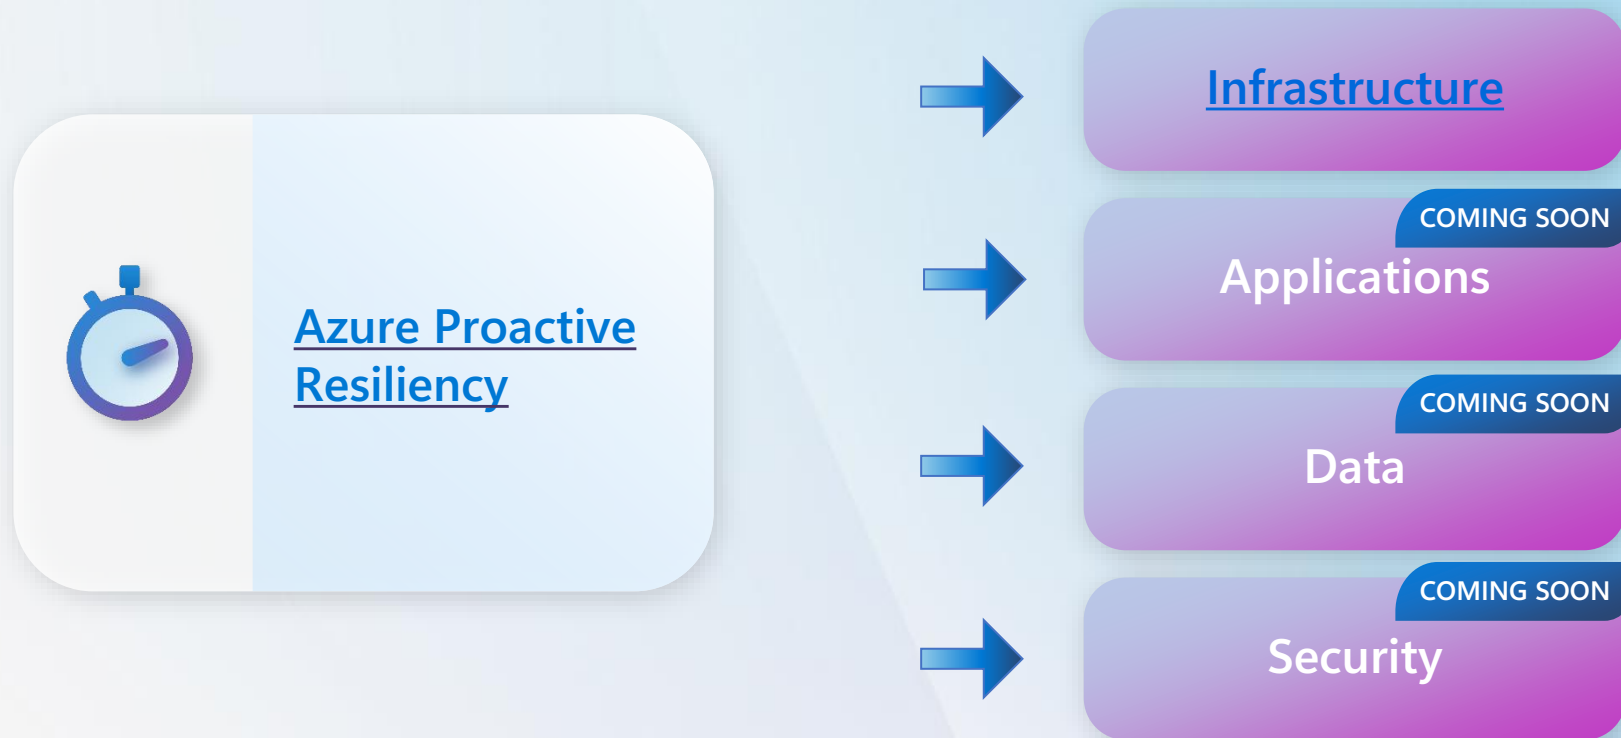 Azure Proactive
Resiliency
Infrastructure
COMING SOON
Applications
COMING SOON
Data
COMING SOON
Security